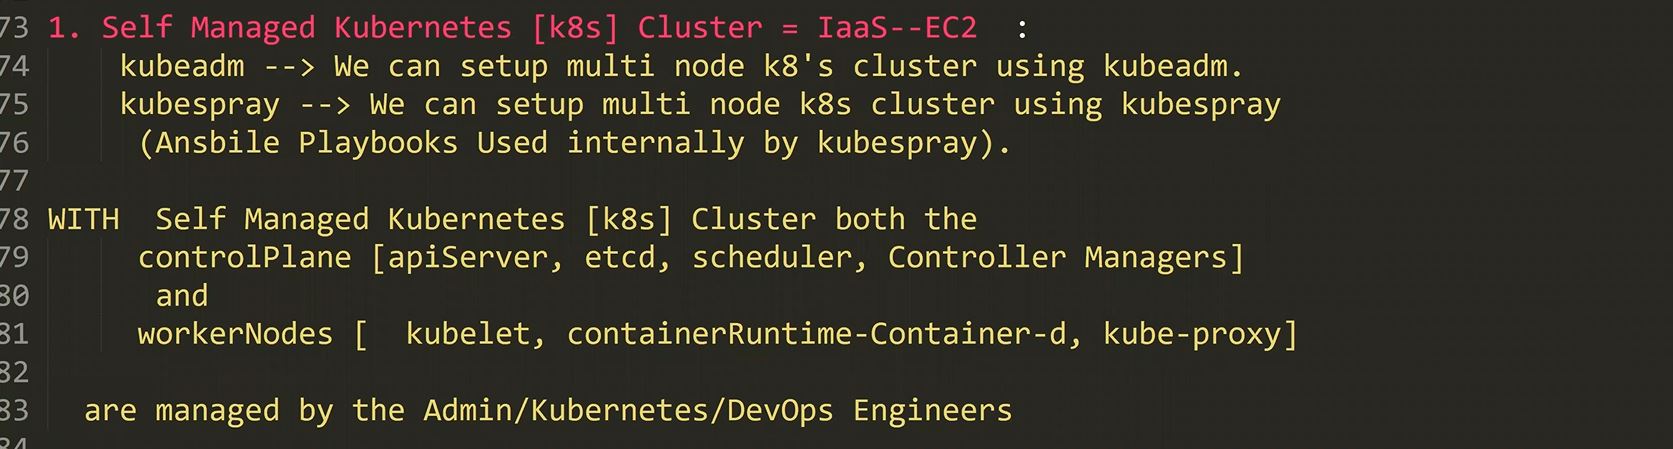 73 1. Self Managed Kubernetes [k8s] Cluster = IaaS--EC2  :
74 kubeadm --> We can setup multi node k8's cluster using kubeadm.
75 kubespray --> We can setup multi node k8s cluster using kubespray
76 (Ansbile Playbooks Used internally by kubespray).
77
78 WITH  Self Managed Kubernetes [k8s] Cluster both the
79 controlPlane [apiServer, etcd, scheduler, Controller Managers]
80 and
81 workerNodes [  kubelet, containerRuntime-Container-d, kube-proxy]
82
83 are managed by the Admin/Kubernetes/DevOps Engineers
84